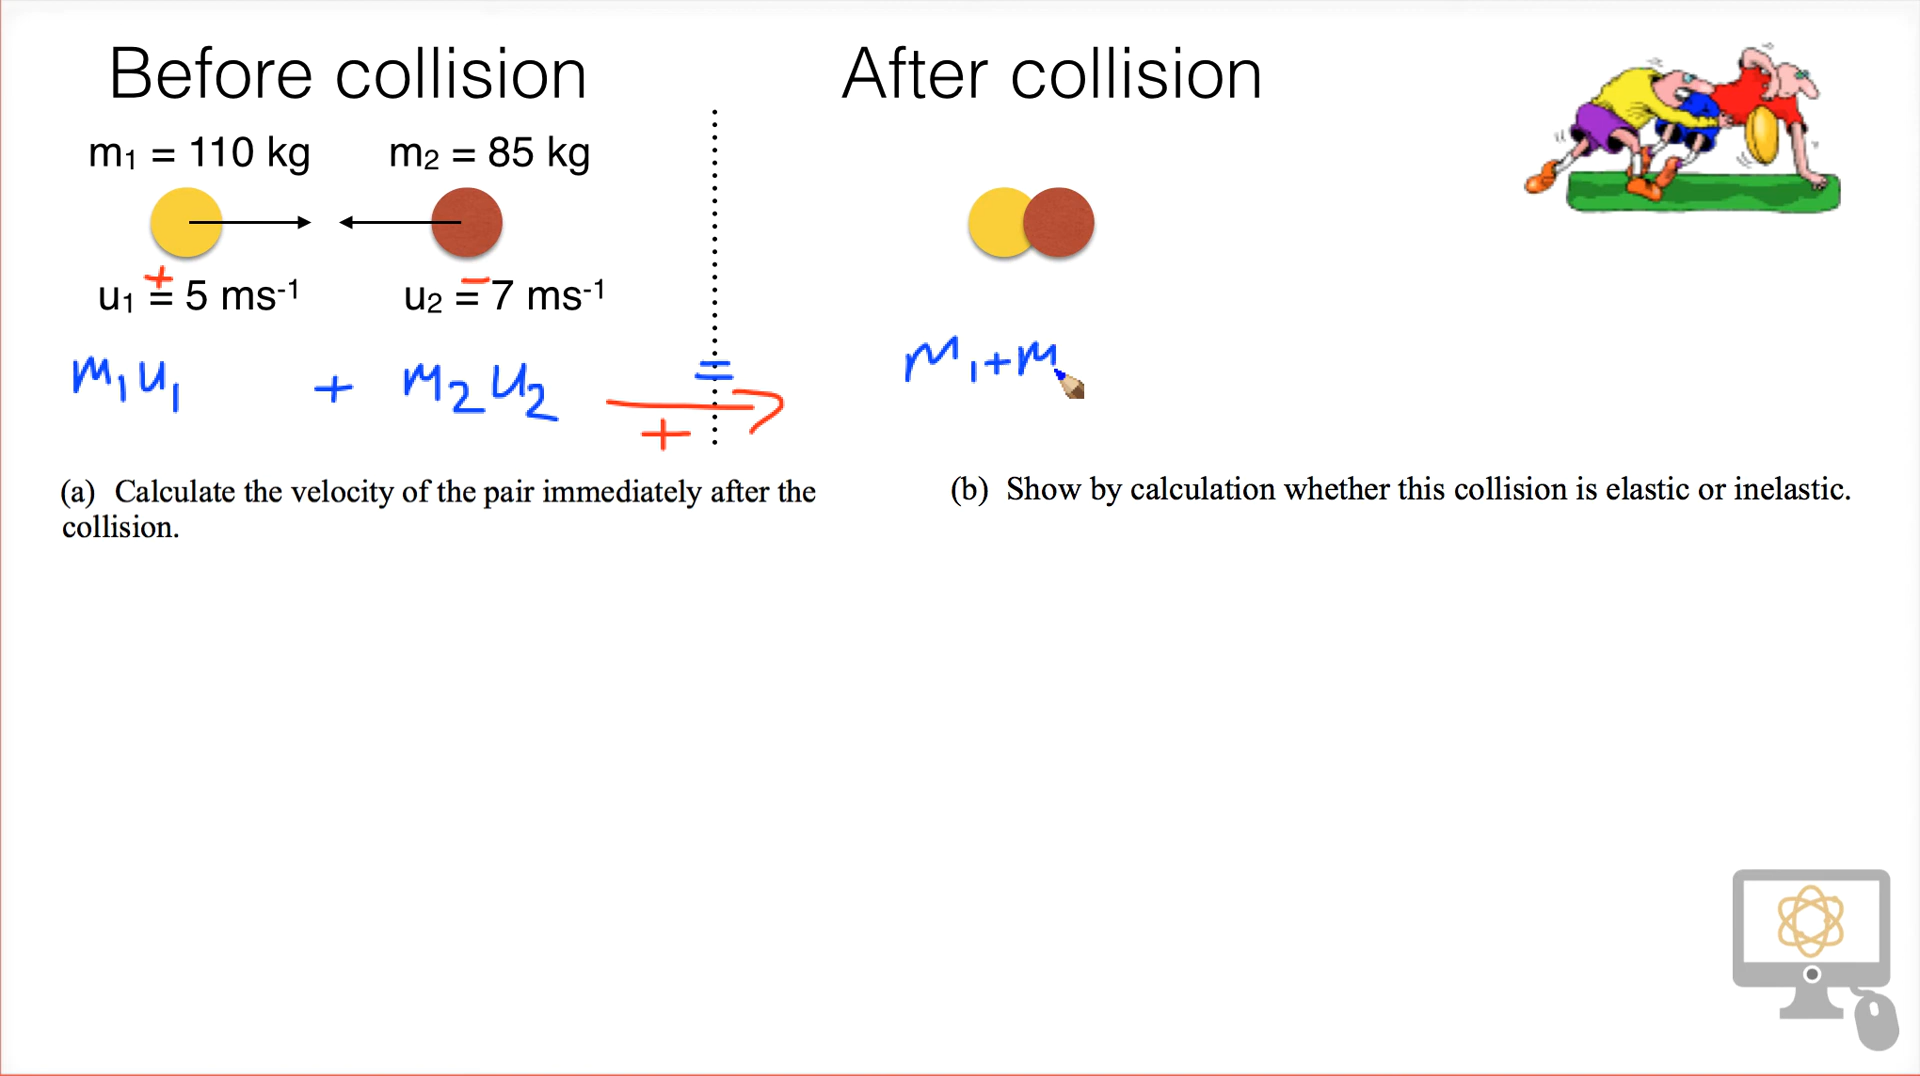 Before collision
After collision
m₁ = 110 kg
m₂ = 85 kg
+
−
u₁ = 5 ms⁻¹
u₂ = 7 ms⁻¹
m₁u₁ + m₂u₂ = m₁+m
+
(a) Calculate the velocity of the pair immediately after the
collision.
(b) Show by calculation whether this collision is elastic or inelastic.